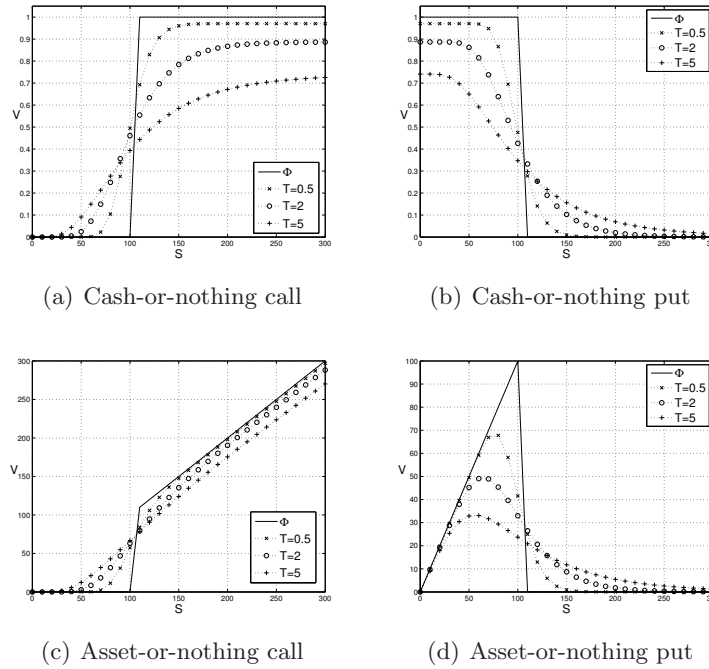 1
0.9
0.8
0.7
0.6
0.5
0.4
0.3
0.2
0.1
0
V
0 50 100 150 200 250 300
S
Φ
T=0.5
T=2
T=5
(a) Cash-or-nothing call
1
0.9
0.8
0.7
0.6
0.5
0.4
0.3
0.2
0.1
0
V
0 50 100 150 200 250 300
S
Φ
T=0.5
T=2
T=5
(b) Cash-or-nothing put
300
250
200
150
100
50
0
V
0 50 100 150 200 250 300
S
Φ
T=0.5
T=2
T=5
(c) Asset-or-nothing call
100
90
80
70
60
50
40
30
20
10
0
V
0 50 100 150 200 250 300
S
Φ
T=0.5
T=2
T=5
(d) Asset-or-nothing put